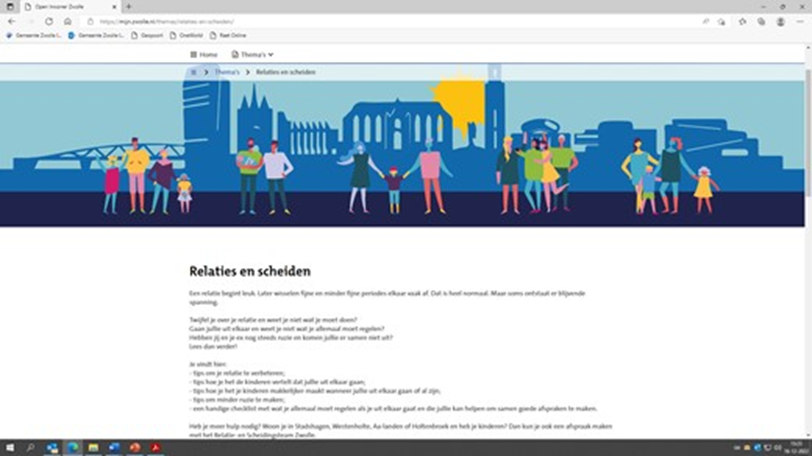 Open Inwoner Zwolle
https://mijn.zwolle.nl/themas/relaties-en-scheiden/
Gemeente Zwolle I...
Gemeente Zwolle I...
Geopoort
OneWorld
Raet Online
Home
Thema's
Thema's
Relaties en scheiden
Relaties en scheiden
Een relatie begint leuk. Later wisselen fijne en minder fijne periodes elkaar vaak af. Dat is heel normaal. Maar soms ontstaat er blijvende
spanning.
Twijfel je over je relatie en weet je niet wat je moet doen?
Gaan jullie uit elkaar en weet je niet wat je allemaal moet regelen?
Hebben jij en je ex nog steeds ruzie en komen jullie er samen niet uit?
Lees dan verder!
Je vindt hier:
- tips om je relatie te verbeteren;
- tips hoe je het de kinderen vertelt dat jullie uit elkaar gaan;
- tips hoe je het je kinderen makkelijker maakt wanneer jullie uit elkaar gaan of al zijn;
- tips om minder ruzie te maken;
- een handige checklist met wat je allemaal moet regelen als je uit elkaar gaat en die jullie kan helpen om samen goede afspraken te maken.
Heb je meer hulp nodig? Woon je in Stadshagen, Westenholte, Aa landen of Holtenbroek en heb je kinderen? Dan kun je ook een afspraak maken
met het Relatie- en Scheidingsteam Zwolle.